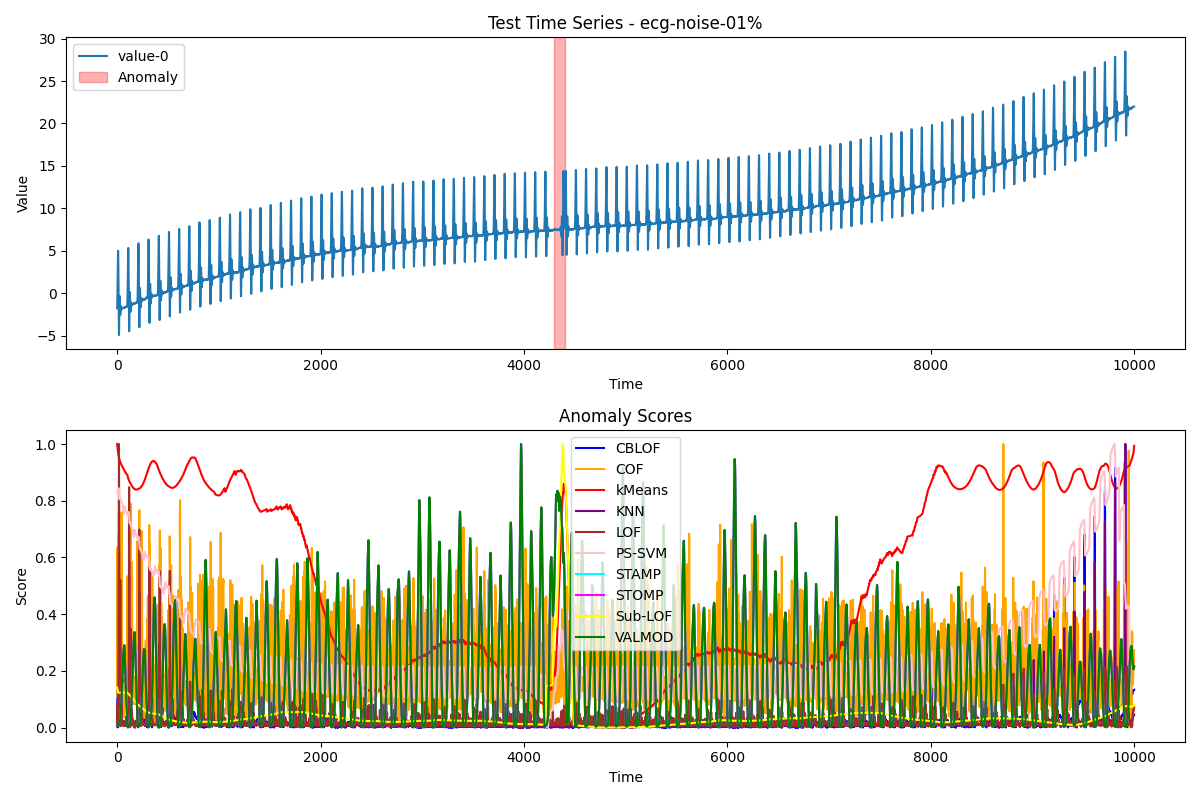 Test Time Series - ecg-noise-01%
30
25
20
15
10
5
0
−5
Value
value-0
Anomaly
0
2000
4000
6000
8000
10000
Time
Anomaly Scores
1.0
0.8
0.6
0.4
0.2
0.0
Score
CBLOF
COF
kMeans
KNN
LOF
PS-SVM
STAMP
STOMP
Sub-LOF
VALMOD
0
2000
4000
6000
8000
10000
Time